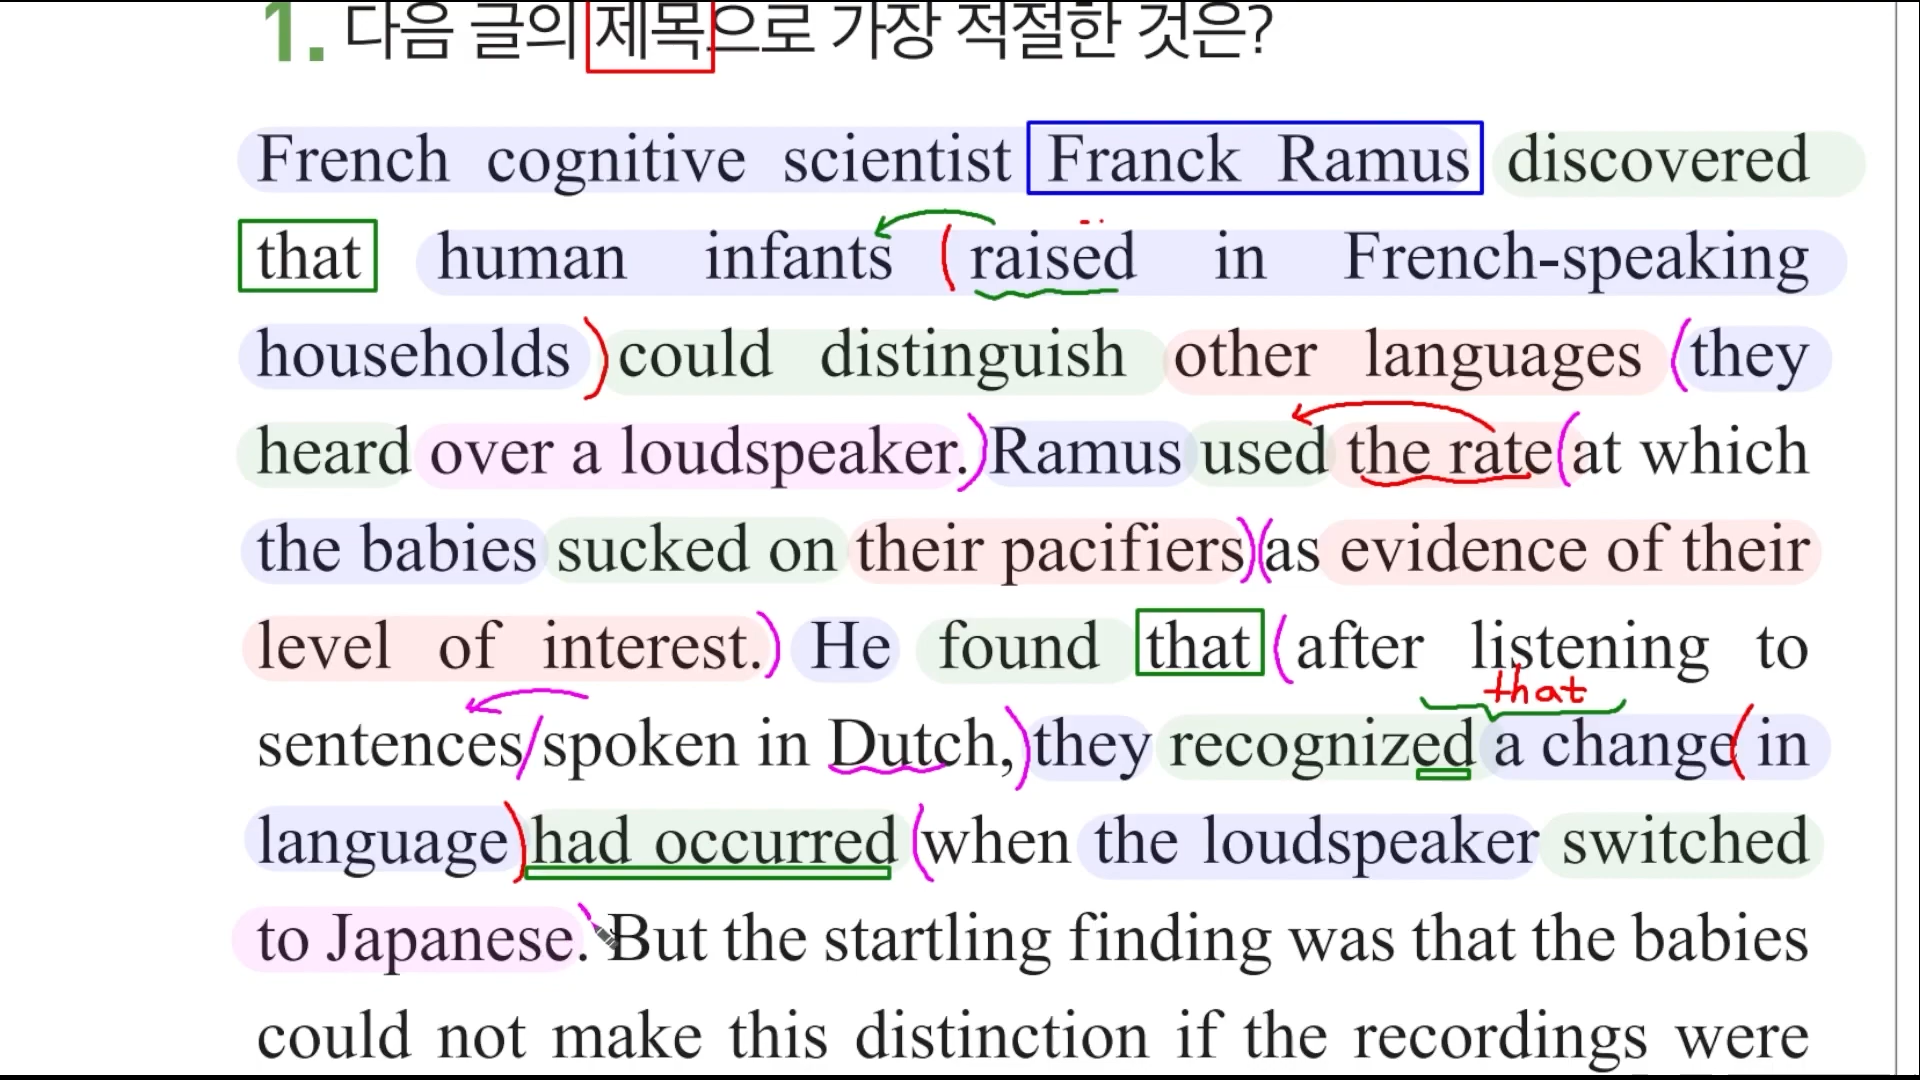 1. 다음 글의 제목으로 가장 적절한 것은?
French cognitive scientist Franck Ramus discovered
that human infants (raised in French-speaking
households) could distinguish other languages (they
heard over a loudspeaker.) Ramus used the rate (at which
the babies sucked on their pacifiers) (as evidence of their
level of interest.) He found that (after listening to
that
sentences/spoken in Dutch,) they recognized a change (in
language) had occurred (when the loudspeaker switched
to Japanese. But the startling finding was that the babies
could not make this distinction if the recordings were